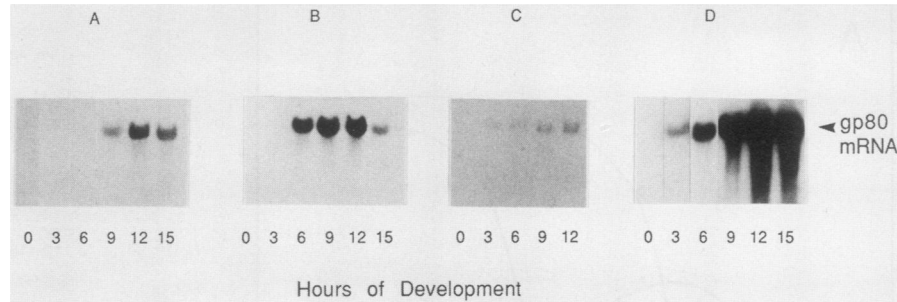 A B C D
gp80
mRNA
0 3 6 9 12 15 0 3 6 9 12 15 0 3 6 9 12 0 3 6 9 12 15
Hours of Development